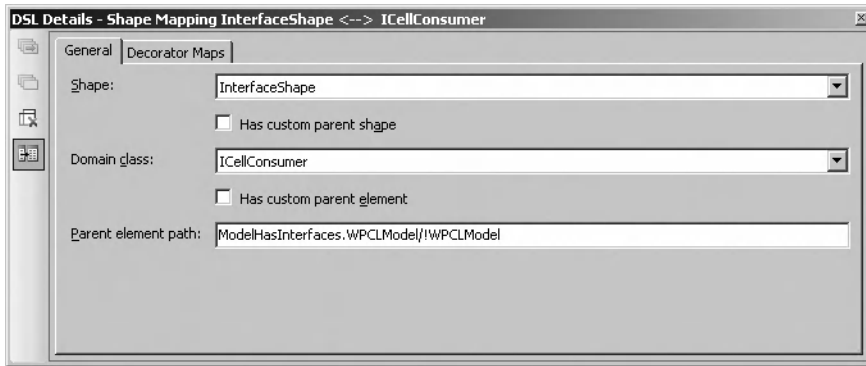 DSL Details - Shape Mapping InterfaceShape <--> ICellConsumer
General Decorator Maps
Shape: InterfaceShape
Has custom parent shape
Domain class: ICellConsumer
Has custom parent element
Parent element path: ModelHasInterfaces.WPCLModel/!WPCLModel